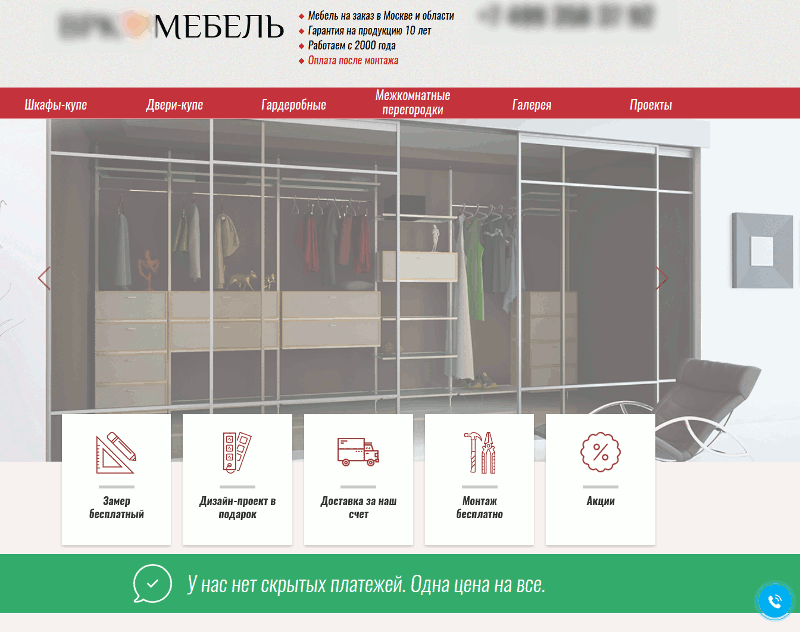 МЕБЕЛЬ
Мебель на заказ в Москве и области
Гарантия на продукцию 10 лет
Работаем с 2000 года
Оплата после монтажа
Шкафы-купе
Двери-купе
Гардеробные
Межкомнатные
перегородки
Галерея
Проекты
Замер
бесплатный
Дизайн-проект в
подарок
Доставка за наш
счет
Монтаж
бесплатно
Акции
У нас нет скрытых платежей. Одна цена на все.